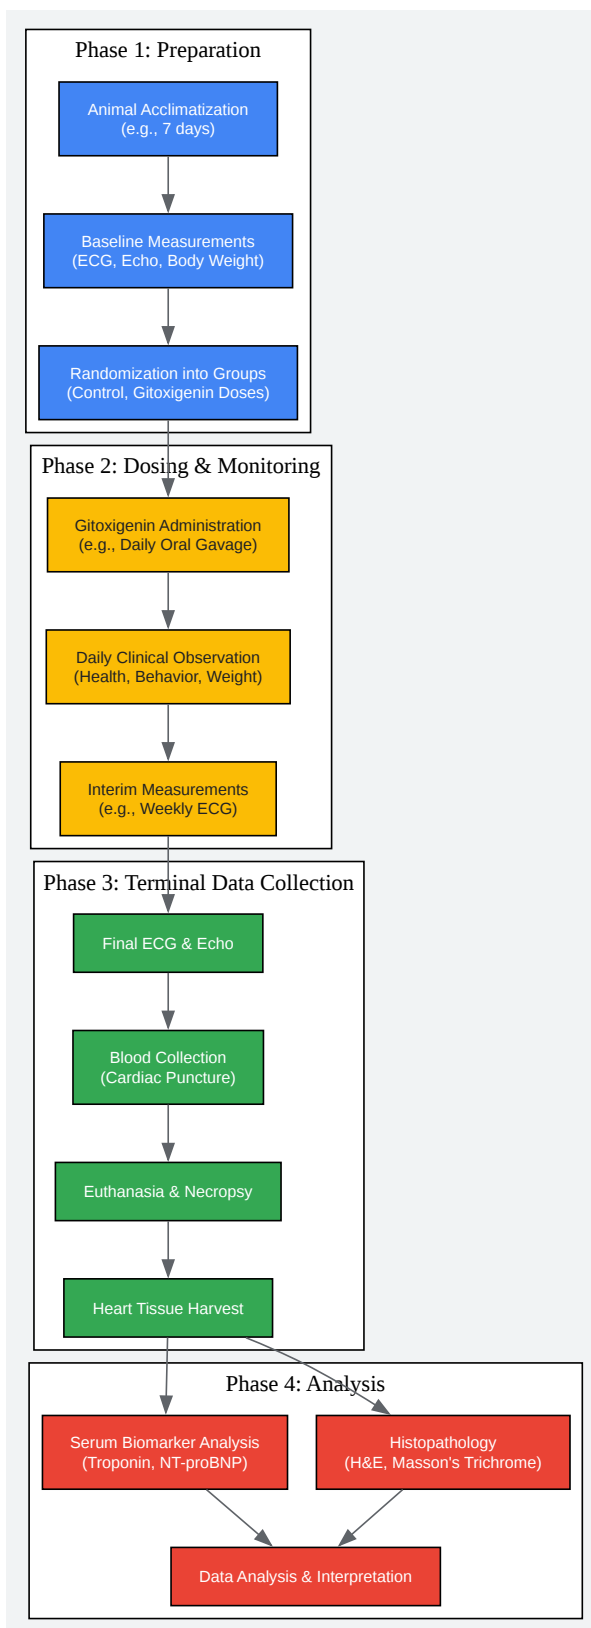 Phase 1: Preparation
Animal Acclimatization
(e.g., 7 days)
Baseline Measurements
(ECG, Echo, Body Weight)
Randomization into Groups
(Control, Gitoxigenin Doses)
Phase 2: Dosing & Monitoring
Gitoxigenin Administration
(e.g., Daily Oral Gavage)
Daily Clinical Observation
(Health, Behavior, Weight)
Interim Measurements
(e.g., Weekly ECG)
Phase 3: Terminal Data Collection
Final ECG & Echo
Blood Collection
(Cardiac Puncture)
Euthanasia & Necropsy
Heart Tissue Harvest
Phase 4: Analysis
Serum Biomarker Analysis
(Troponin, NT-proBNP)
Histopathology
(H&E, Masson's Trichrome)
Data Analysis & Interpretation